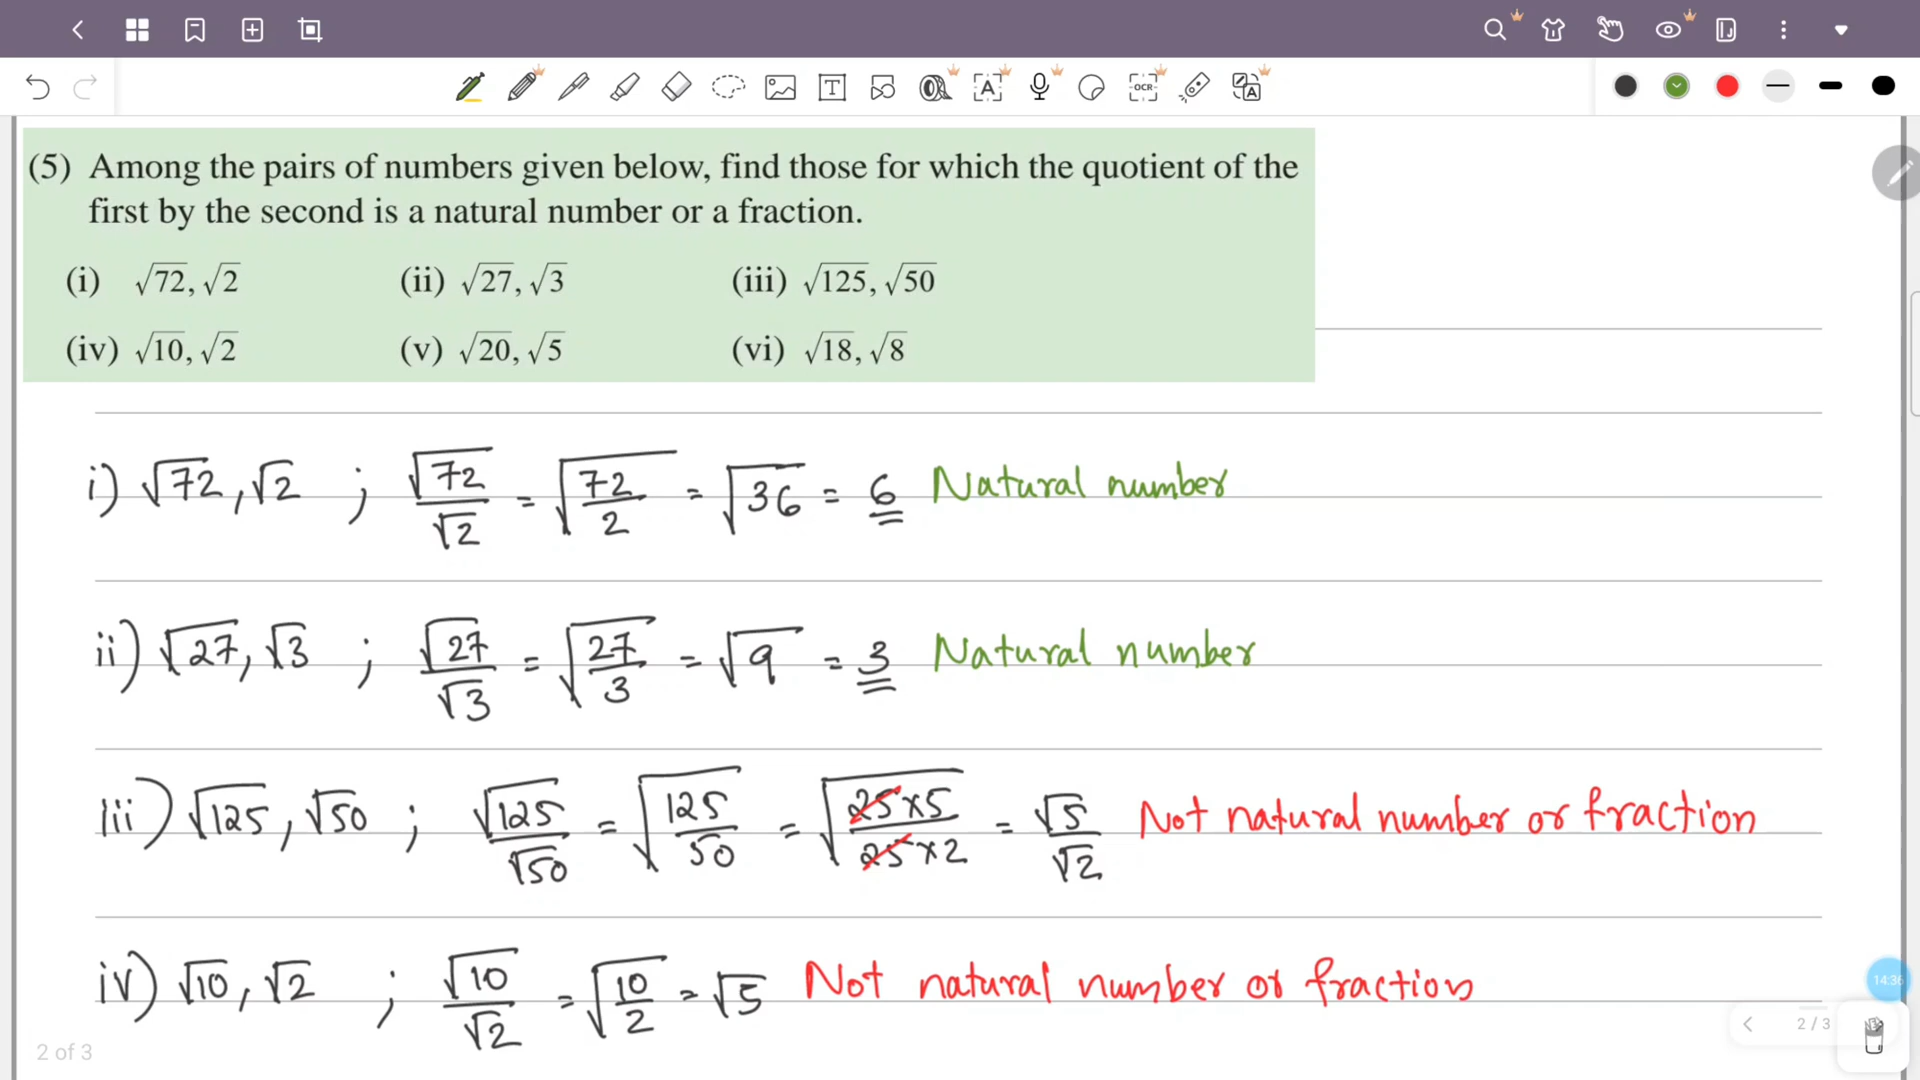 OCR
(5) Among the pairs of numbers given below, find those for which the quotient of the
first by the second is a natural number or a fraction.
(i) √72, √2 (ii) √27, √3 (iii) √125, √50
(iv) √10, √2 (v) √20, √5 (vi) √18, √8
i) √72, √2 ; √72/√2 = √(72/2) = √36 = 6 Natural number
ii) √27, √3 ; √27/√3 = √(27/3) = √9 = 3 Natural number
iii) √125, √50 ; √125/√50 = √(125/50) = √(25×5/25×2) = √5/√2 Not natural number or fraction
iv) √10, √2 ; √10/√2 = √(10/2) = √5 Not natural number or fraction
14:36
2 / 3
2 of 3